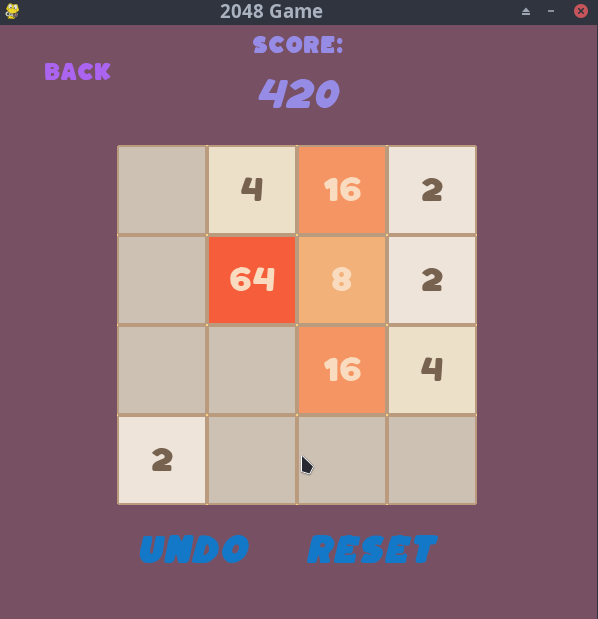 2048 Game
SCORE:
BACK
420
4 16 2
64 8 2
16 4
2
UNDO RESET